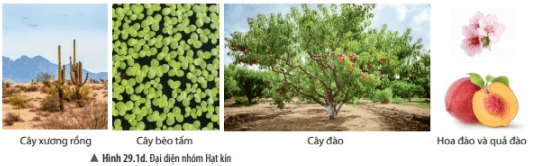 Cây xương rồng
Cây bèo tấm
Cây đào
Hoa đào và quả đào
▲ Hình 29.1d. Đại diện nhóm Hạt kín